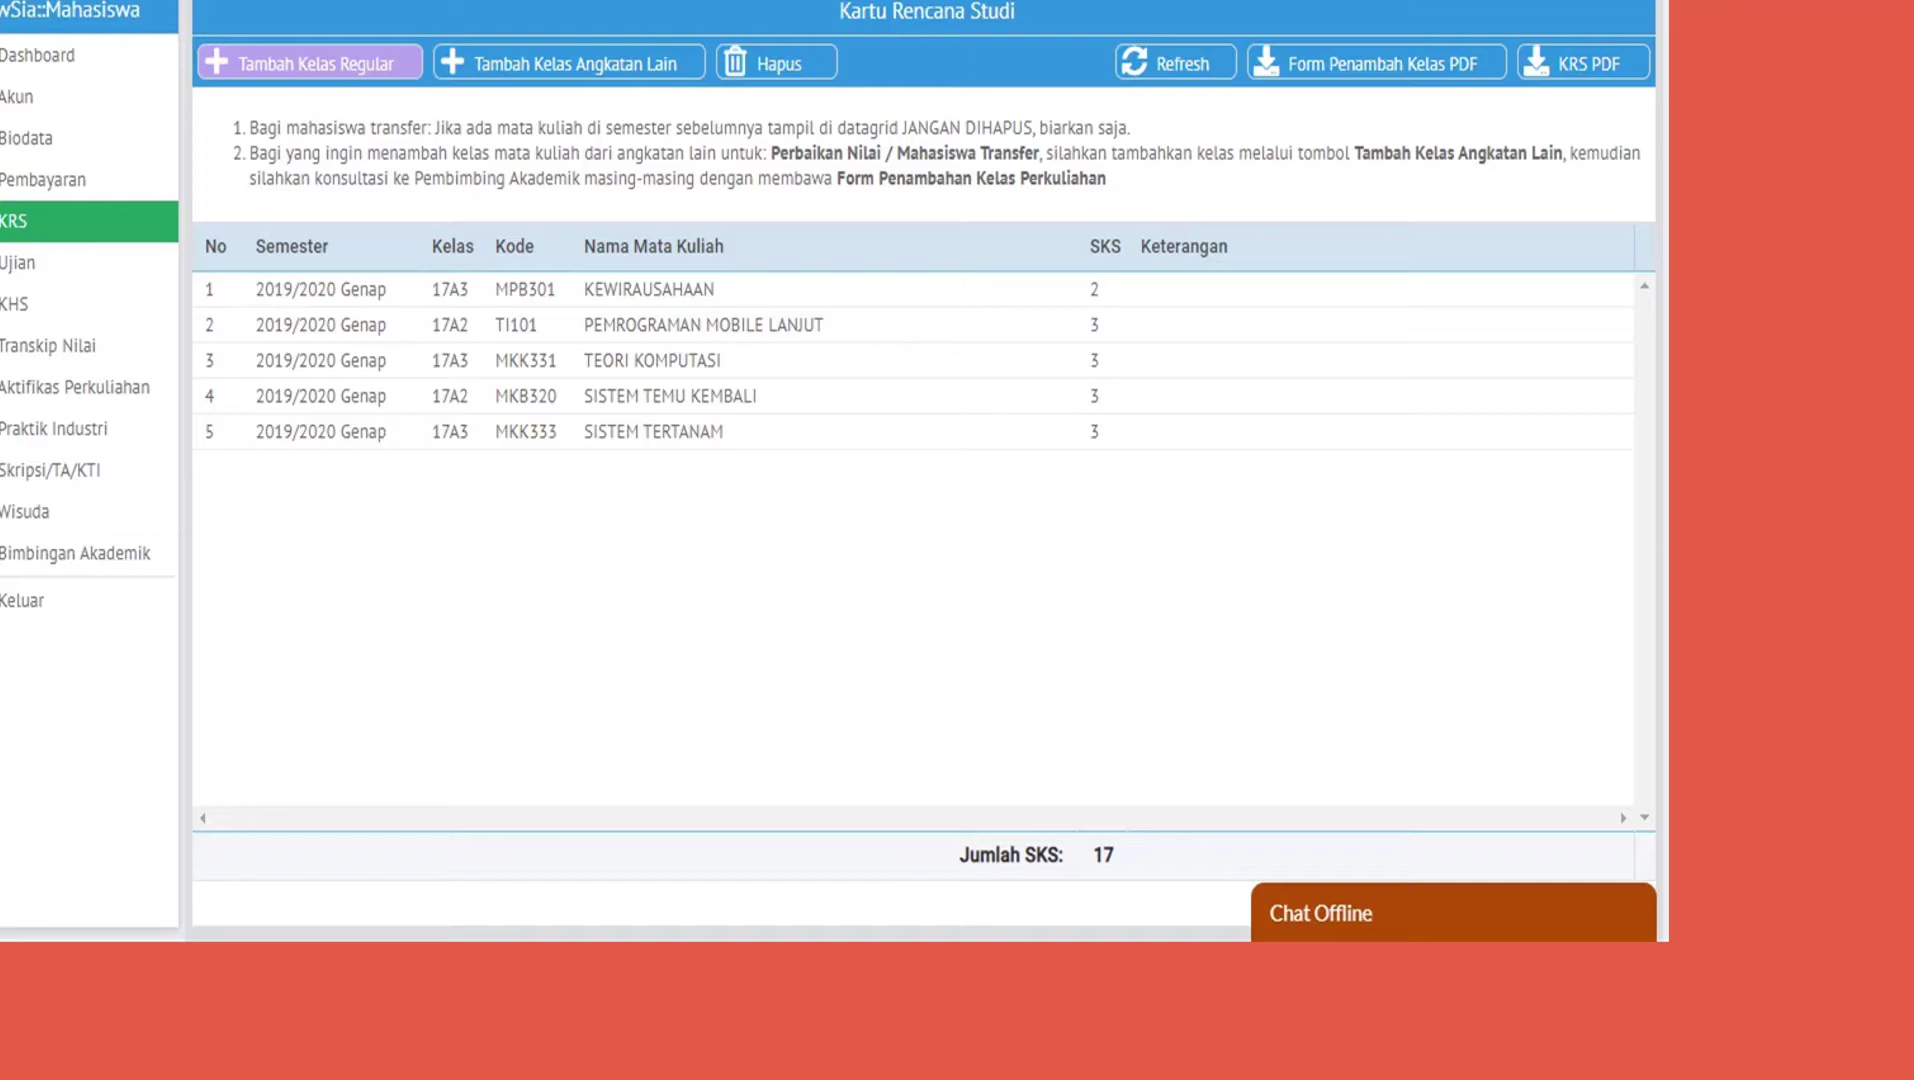 wSia::Mahasiswa
Kartu Rencana Studi
Tambah Kelas Regular
Tambah Kelas Angkatan Lain
Hapus
Refresh
Form Penambah Kelas PDF
KRS PDF
Dashboard
Akun
Biodata
Pembayaran
KRS
Ujian
KHS
Transkip Nilai
Aktifikas Perkuliahan
Praktik Industri
Skripsi/TA/KTI
Wisuda
Bimbingan Akademik
Keluar
1. Bagi mahasiswa transfer: Jika ada mata kuliah di semester sebelumnya tampil di datagrid JANGAN DIHAPUS, biarkan saja.
2. Bagi yang ingin menambah kelas mata kuliah dari angkatan lain untuk: Perbaikan Nilai / Mahasiswa Transfer, silahkan tambahkan kelas melalui tombol Tambah Kelas Angkatan Lain, kemudian
silahkan konsultasi ke Pembimbing Akademik masing-masing dengan membawa Form Penambahan Kelas Perkuliahan
No Semester Kelas Kode Nama Mata Kuliah SKS Keterangan
1 2019/2020 Genap 17A3 MPB301 KEWIRAUSAHAAN 2
2 2019/2020 Genap 17A2 TI101 PEMROGRAMAN MOBILE LANJUT 3
3 2019/2020 Genap 17A3 MKK331 TEORI KOMPUTASI 3
4 2019/2020 Genap 17A2 MKB320 SISTEM TEMU KEMBALI 3
5 2019/2020 Genap 17A3 MKK333 SISTEM TERTANAM 3
Jumlah SKS: 17
Chat Offline